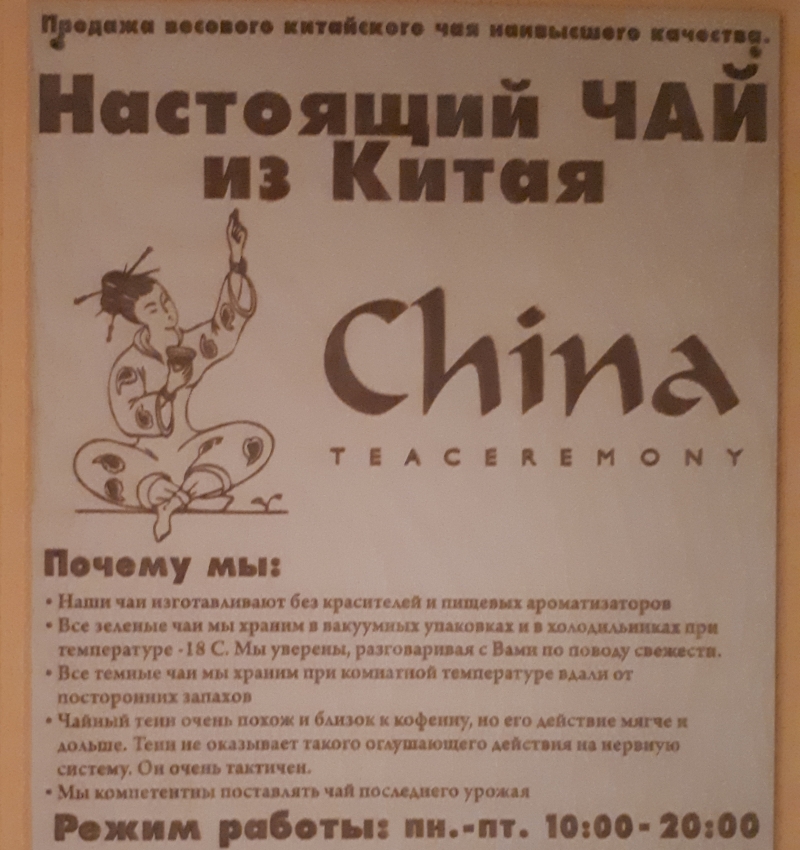 Продажа весового китайского чая наивысшего качества.
Настоящий ЧАЙ
из Китая
China
TEACEREMONY
Почему мы:
• Наши чаи изготавливают без красителей и пищевых ароматизаторов
• Все зеленые чаи мы храним в вакуумных упаковках и в холодильниках при
температуре -18 С. Мы уверены, разговаривая с Вами по поводу свежести.
• Все темные чаи мы храним при комнатной температуре вдали от
посторонних запахов
• Чайный теин очень похож и близок к кофеину, но его действие мягче и
дольше. Теин не оказывает такого оглушающего действия на нервную
систему. Он очень тактичен.
• Мы компетентны поставлять чай последнего урожая
Режим работы: пн.-пт. 10:00-20:00